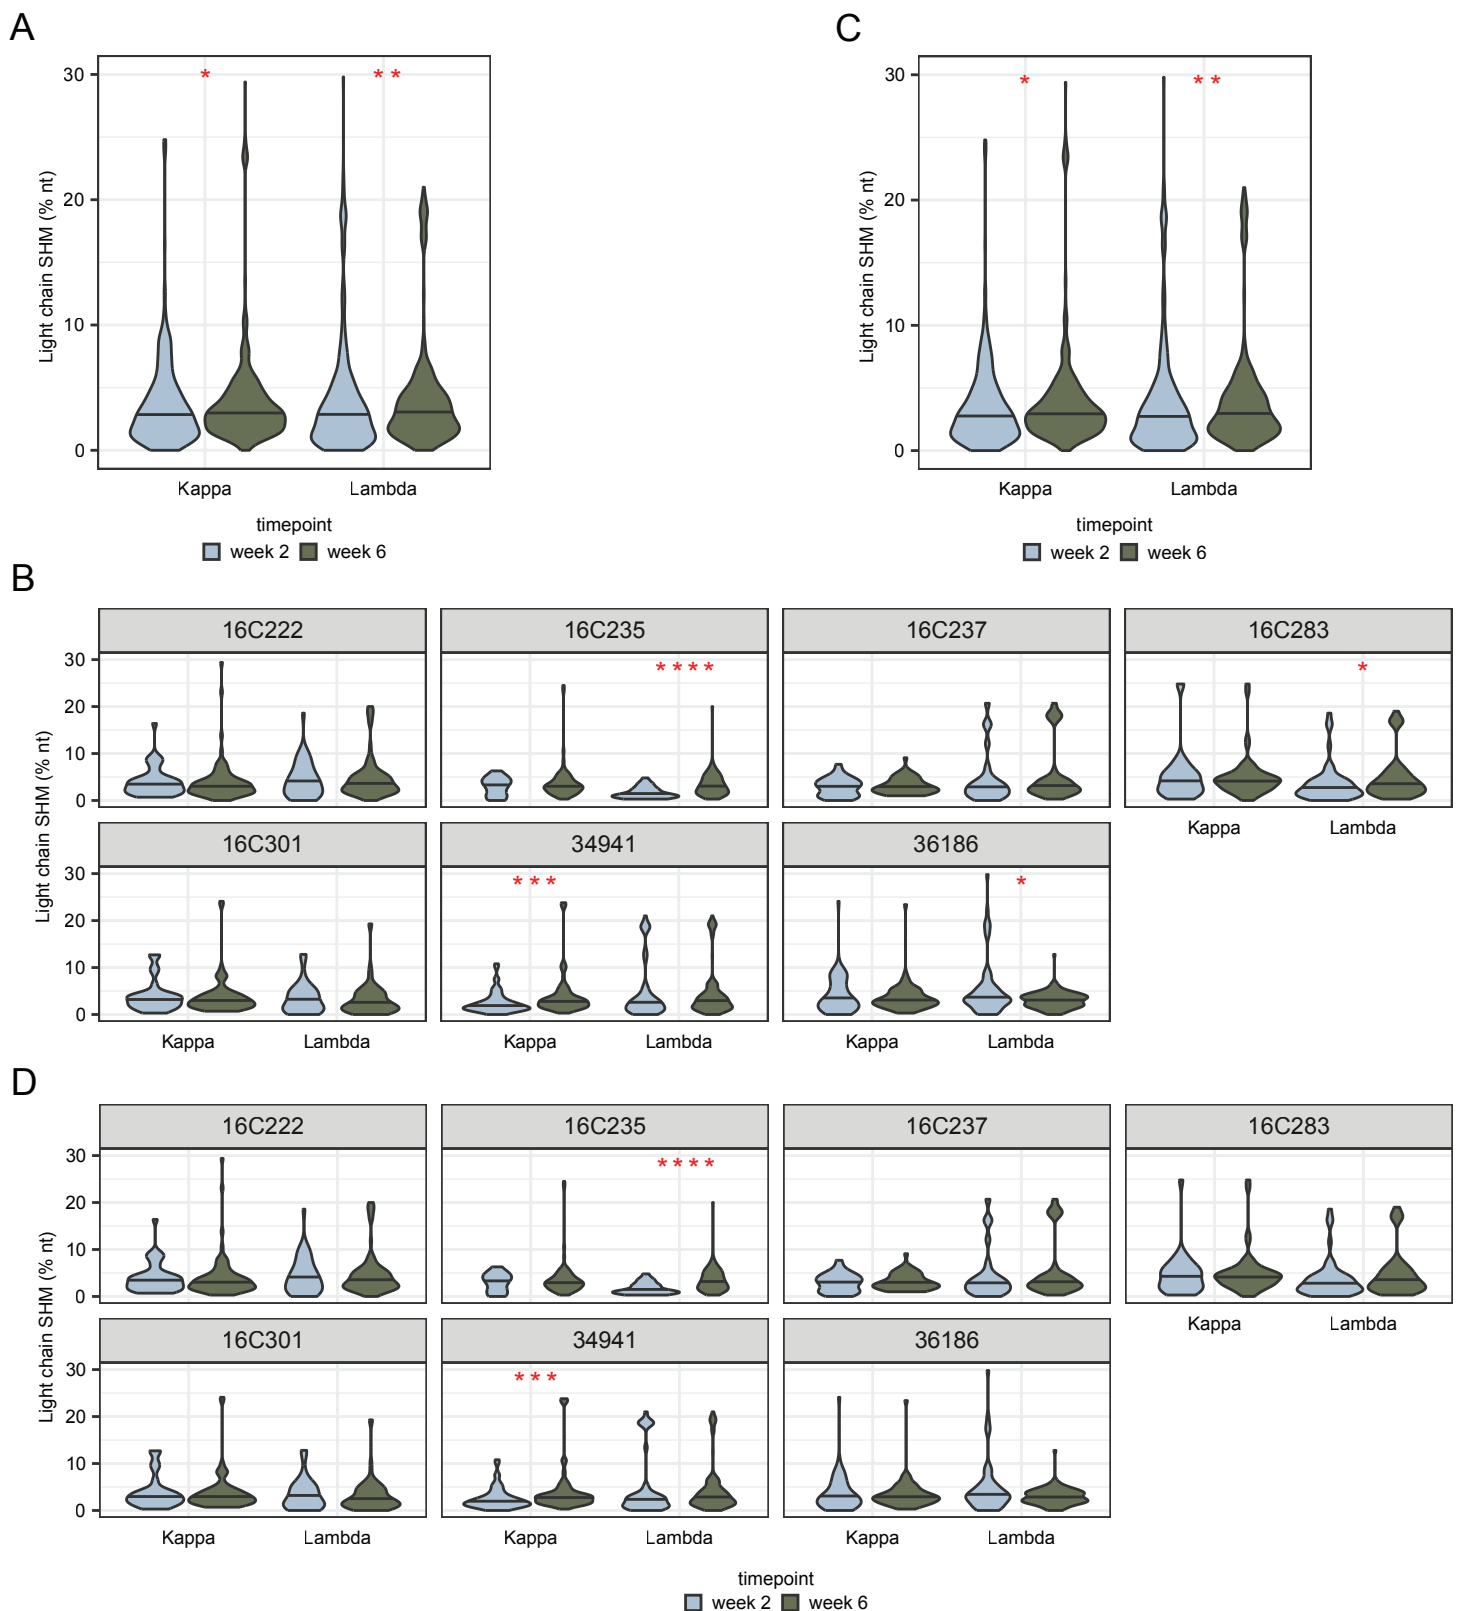 A
C
Light chain SHM (% nt)
30
20
10
0
*
* *
Kappa
Lambda
timepoint
week 2
week 6
Light chain SHM (% nt)
30
20
10
0
*
* *
Kappa
Lambda
timepoint
week 2
week 6
B
Light chain SHM (% nt)
16C222
16C235
16C237
16C283
30
20
10
0
* * * *
*
Kappa
Lambda
16C301
34941
36186
30
20
10
0
* * *
*
Kappa
Lambda
Kappa
Lambda
Kappa
Lambda
D
Light chain SHM (% nt)
16C222
16C235
16C237
16C283
30
20
10
0
* * * *
Kappa
Lambda
16C301
34941
36186
30
20
10
0
* * *
Kappa
Lambda
Kappa
Lambda
Kappa
Lambda
timepoint
week 2
week 6